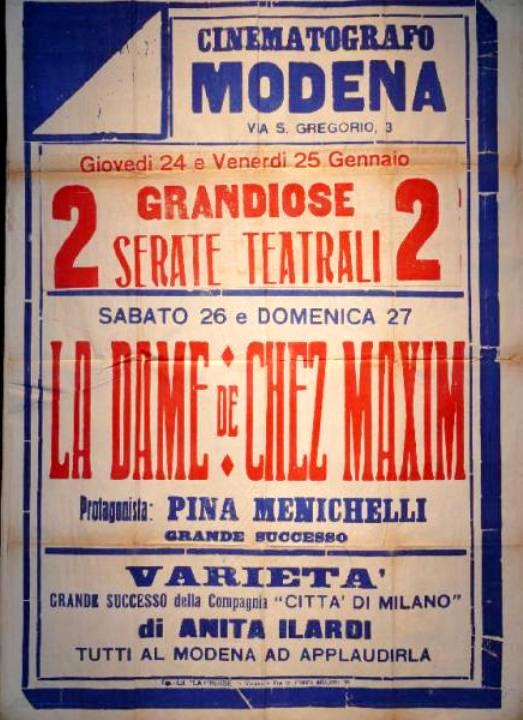 CINEMATOGRAFO
MODENA
VIA S. GREGORIO, 3
Giovedi 24 e Venerdi 25 Gennaio
2 GRANDIOSE 2
SERATE TEATRALI
SABATO 26 e DOMENICA 27
LA DAME DE CHEZ MAXIM
Protagonista: PINA MENICHELLI
GRANDE SUCCESSO
VARIETA'
GRANDE SUCCESSO della Compagnia "CITTA' DI MILANO"
di ANITA ILARDI
TUTTI AL MODENA AD APPLAUDIRLA